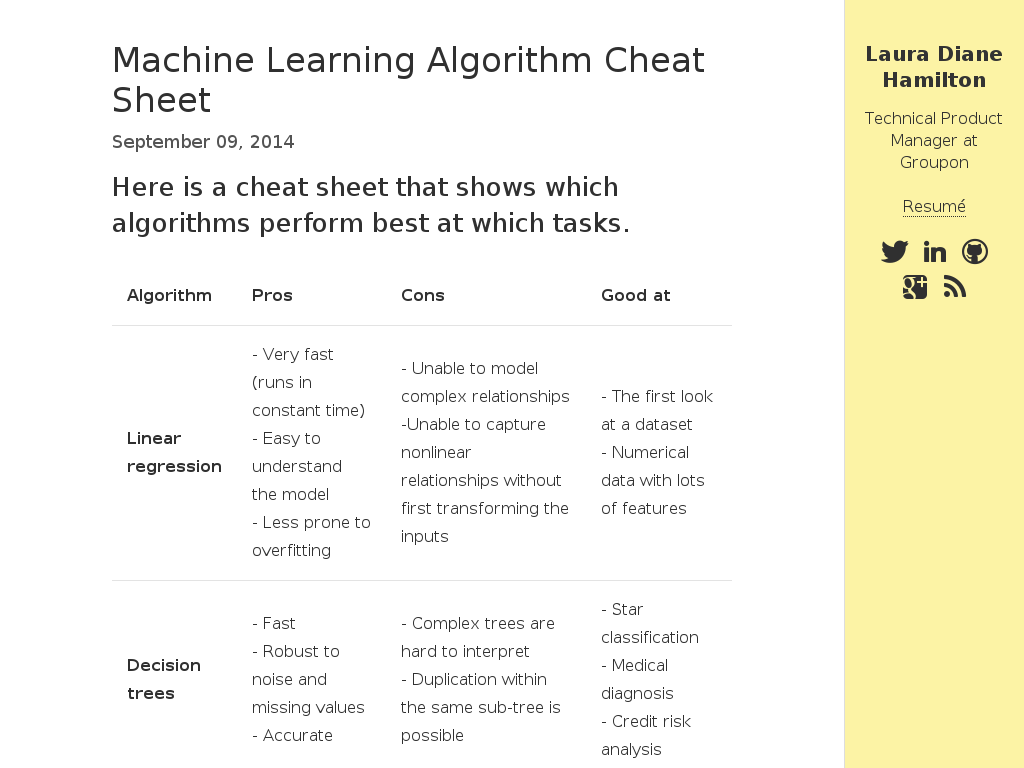 Machine Learning Algorithm Cheat
Sheet
September 09, 2014
Here is a cheat sheet that shows which
algorithms perform best at which tasks.
Algorithm
Pros
Cons
Good at
Linear
regression
- Very fast
(runs in
constant time)
- Easy to
understand
the model
- Less prone to
overfitting
- Unable to model
complex relationships
-Unable to capture
nonlinear
relationships without
first transforming the
inputs
- The first look
at a dataset
- Numerical
data with lots
of features
Decision
trees
- Fast
- Robust to
noise and
missing values
- Accurate
- Complex trees are
hard to interpret
- Duplication within
the same sub-tree is
possible
- Star
classification
- Medical
diagnosis
- Credit risk
analysis
Laura Diane
Hamilton
Technical Product
Manager at
Groupon
Resumé